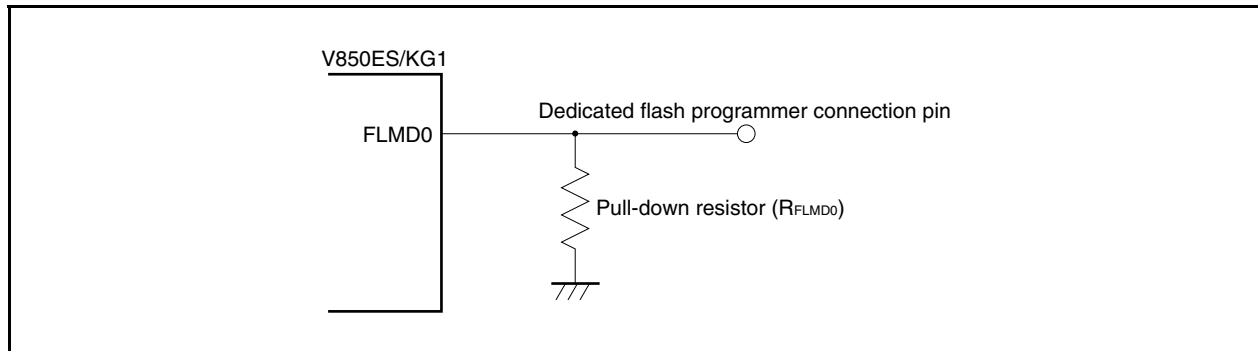 V850ES/KG1
Dedicated flash programmer connection pin
FLMD0
Pull-down resistor (RFLMD0)